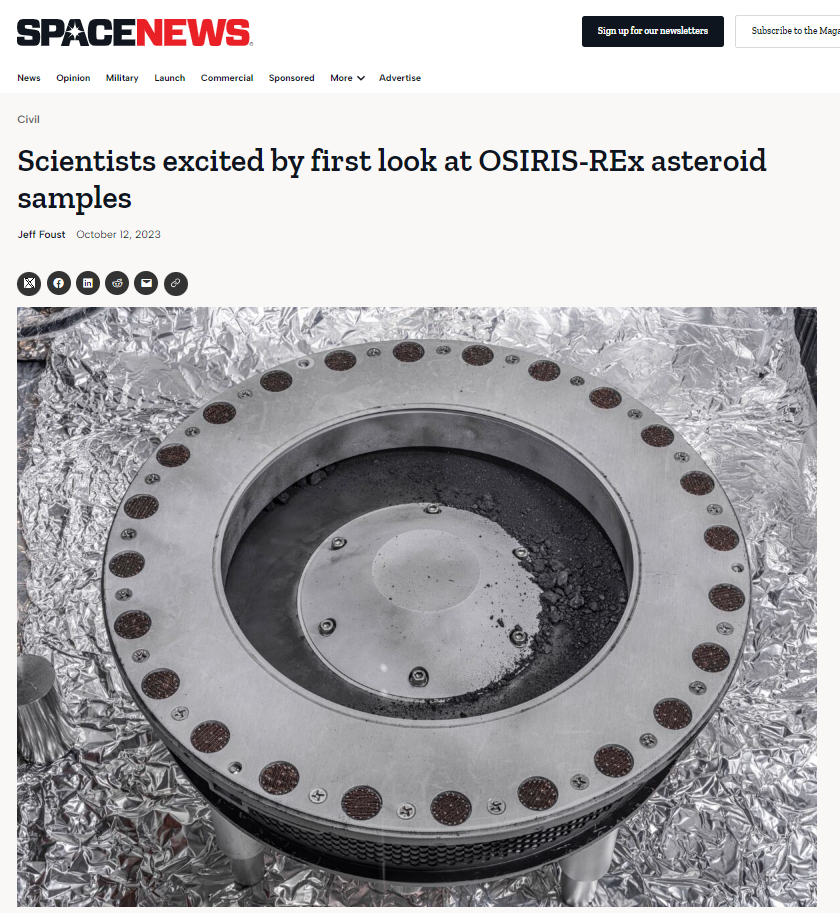 SPACENEWS
Sign up for our newsletters
Subscribe to the
News Opinion Military Launch Commercial Sponsored More Advertise
Civil
Scientists excited by first look at OSIRIS-REx asteroid
samples
Jeff Foust October 12, 2023